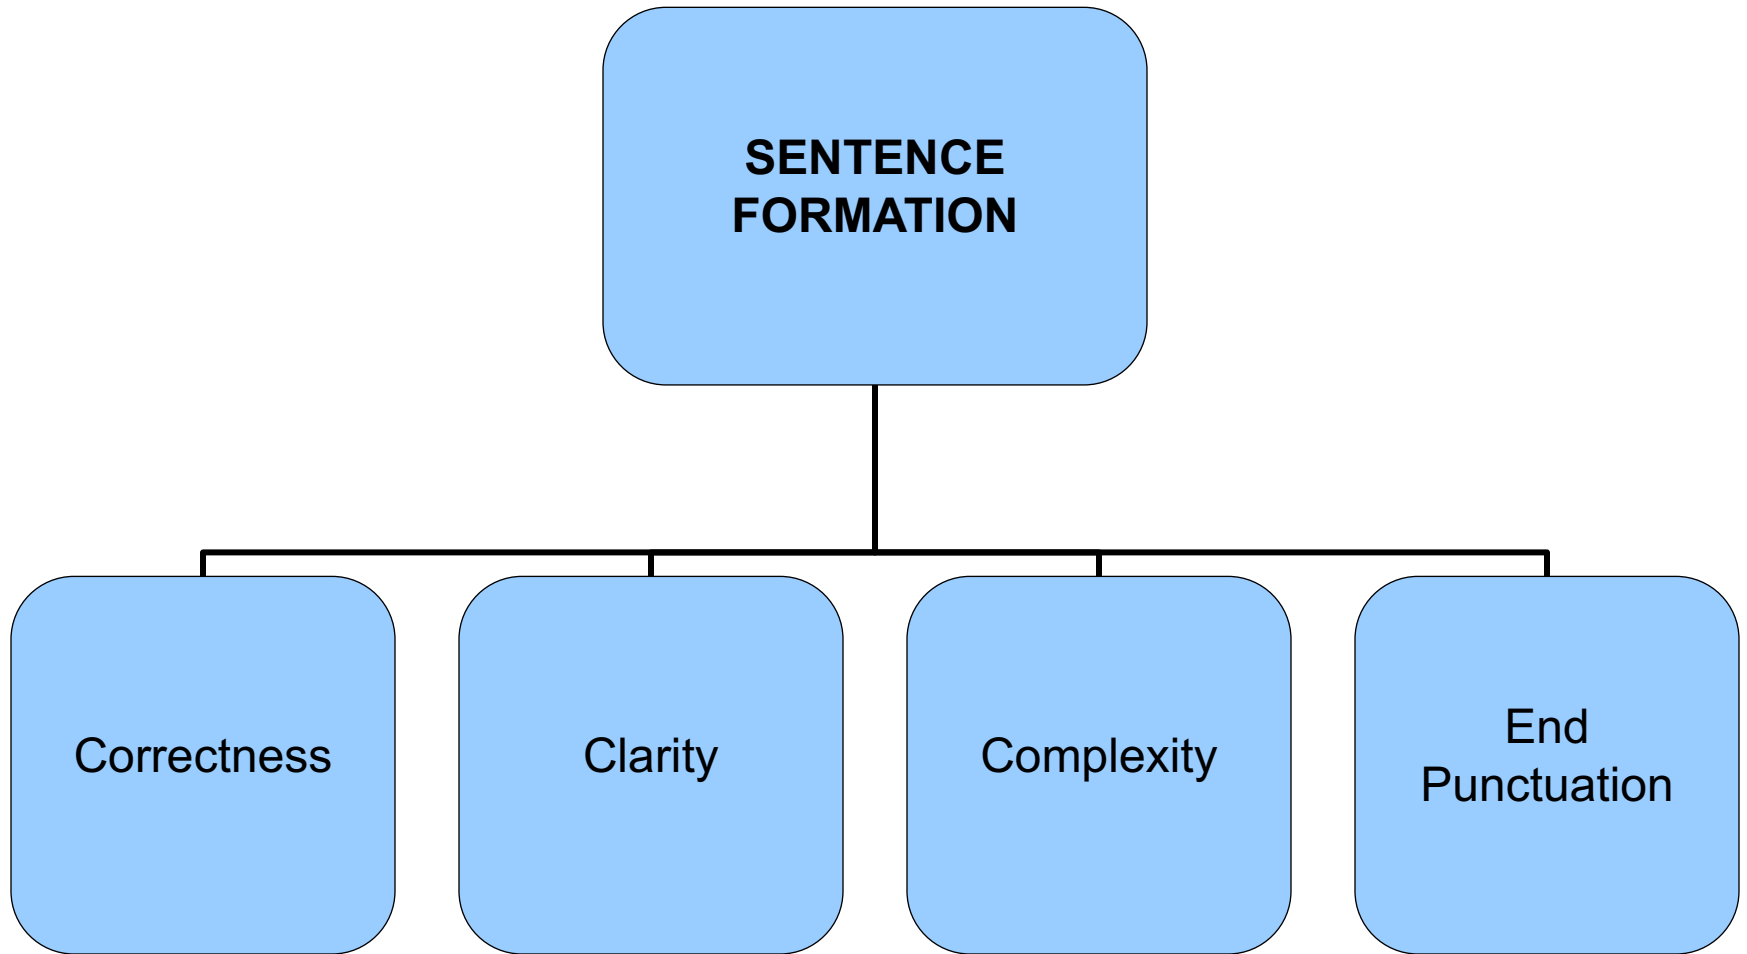 SENTENCE
FORMATION
Correctness
Clarity
Complexity
End
Punctuation